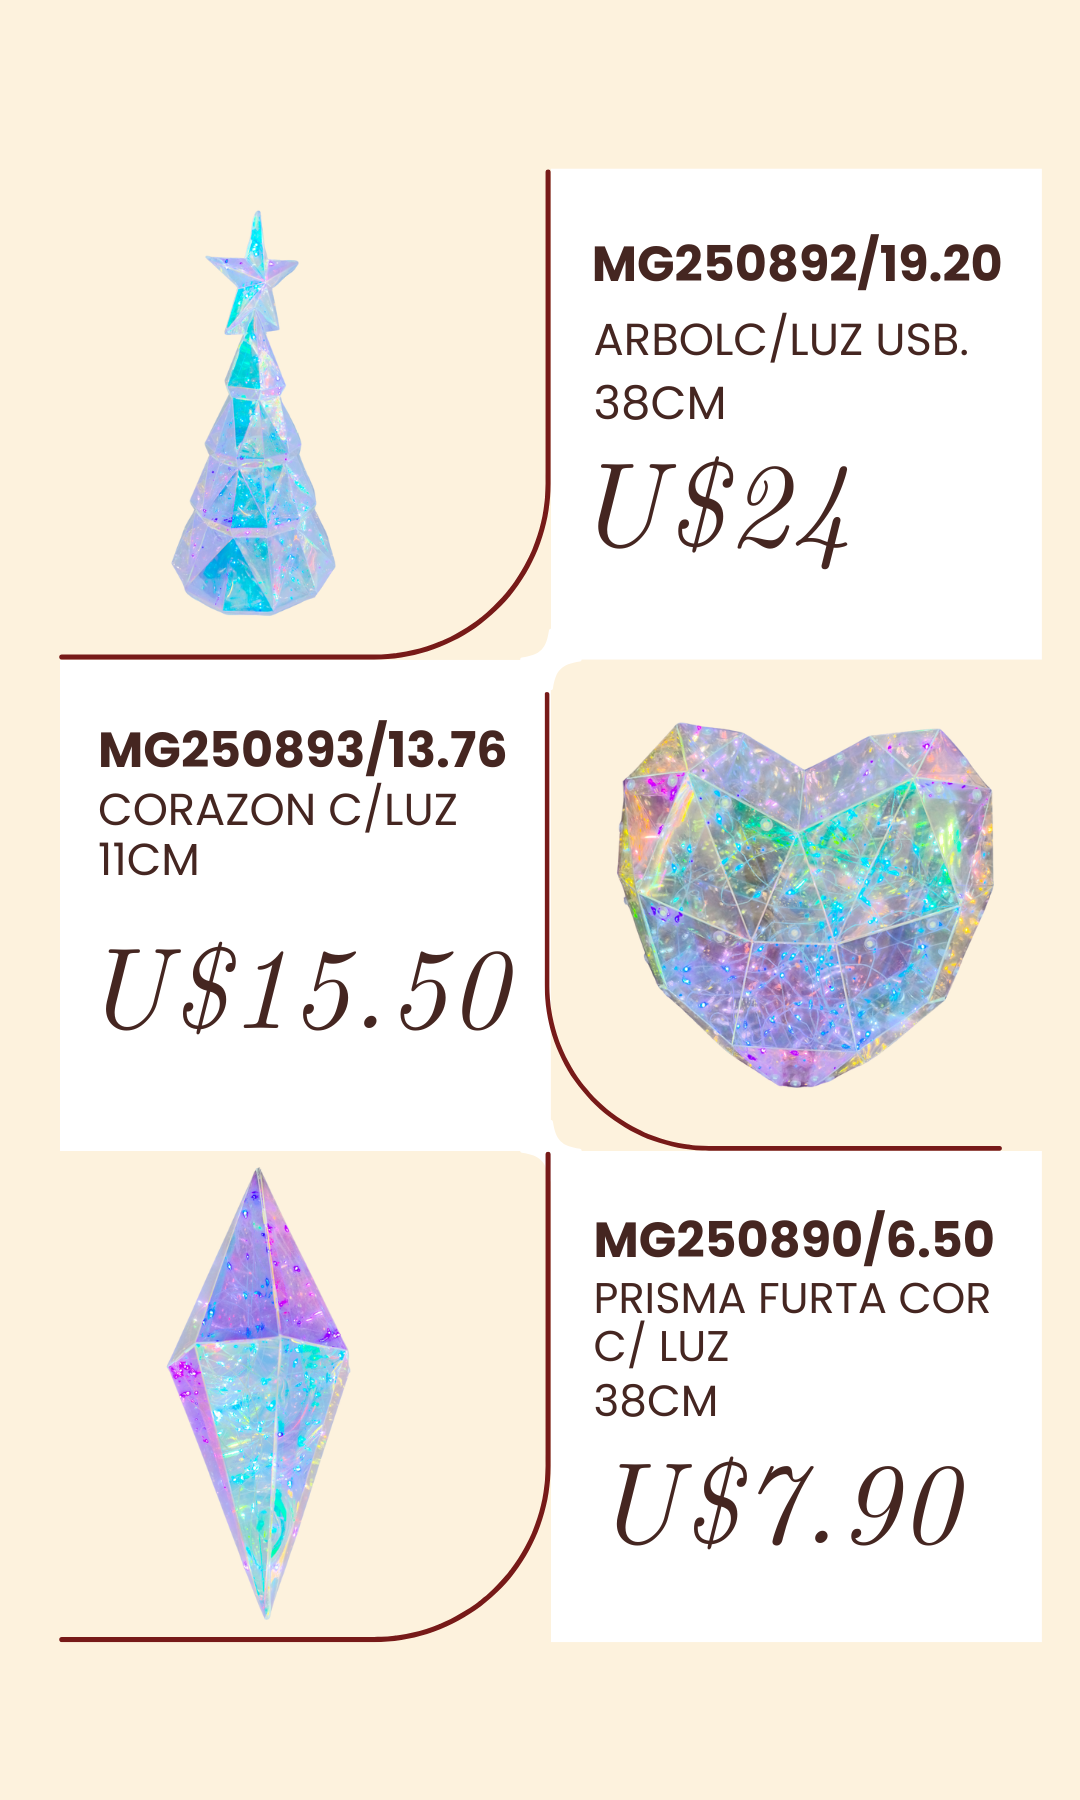 MG250892/19.20
ARBOLC/LUZ USB.
38CM
U$24
MG250893/13.76
CORAZON C/LUZ
11CM
U$15.50
MG250890/6.50
PRISMA FURTA COR
C/ LUZ
38CM
U$7.90